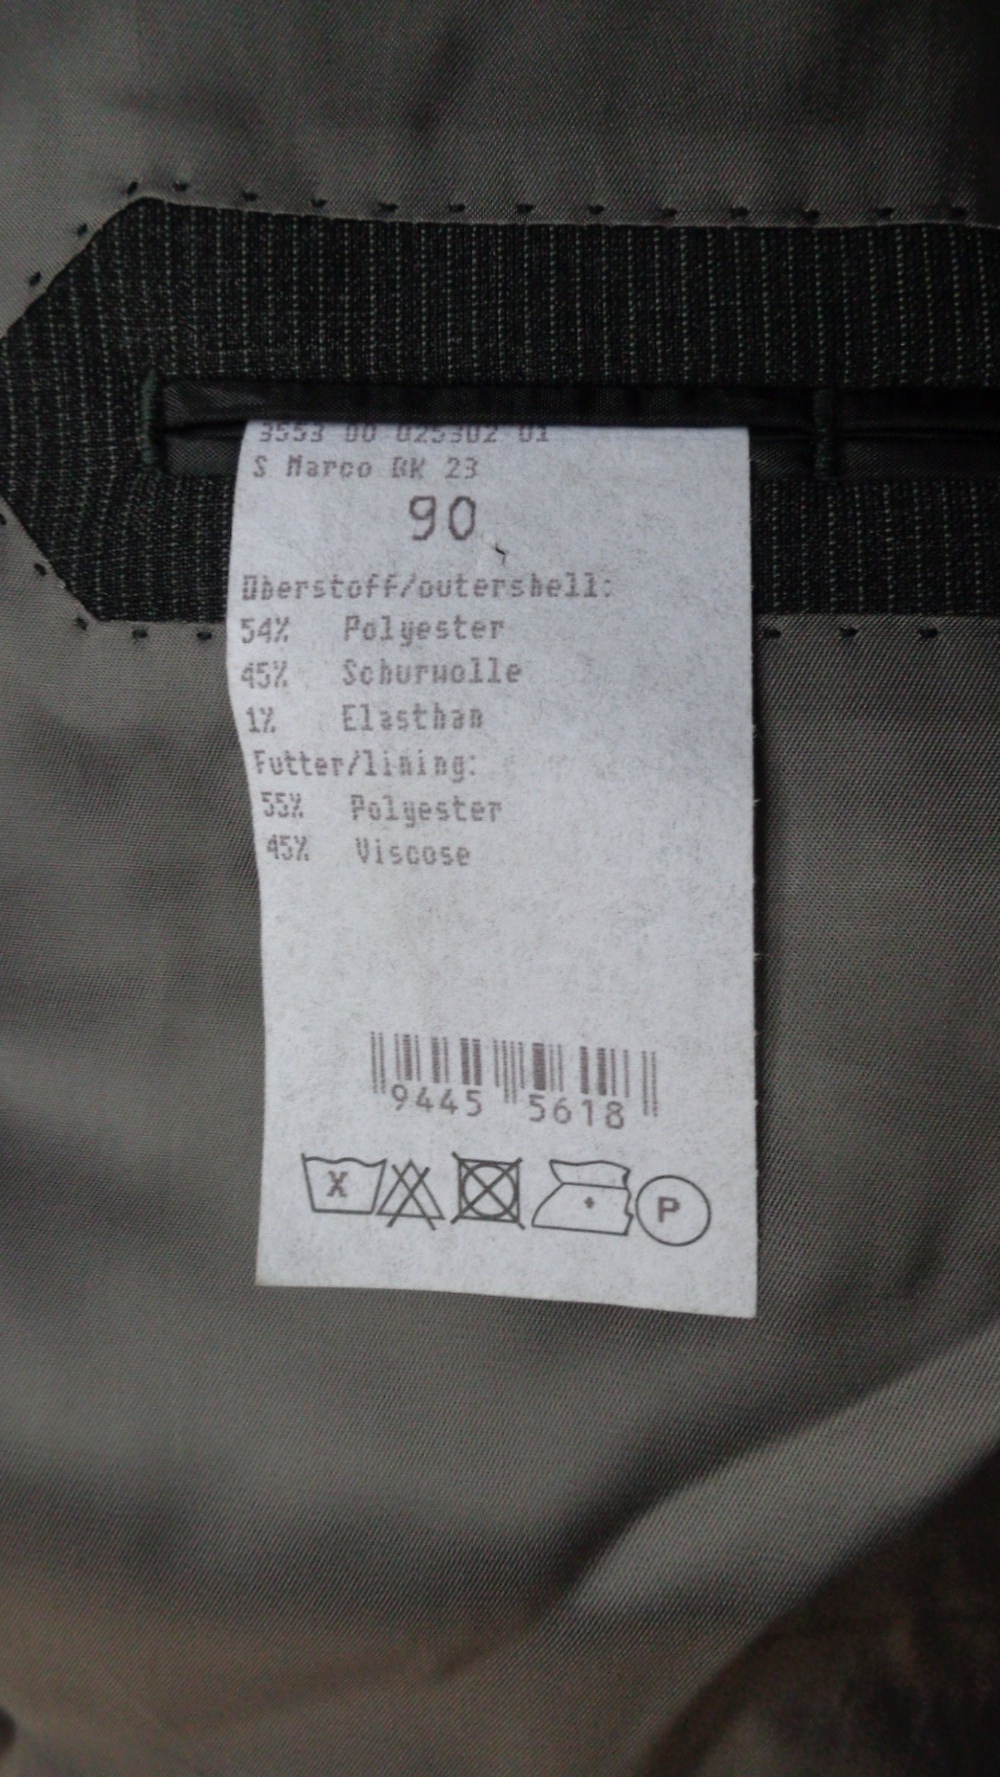 3553 00 025302 01
S Marco BK 23
90
Oberstoff/outershell:
54% Polyester
45% Schurwolle
1% Elasthan
Futter/lining:
55% Polyester
45% Viscose
9445 5618
X P